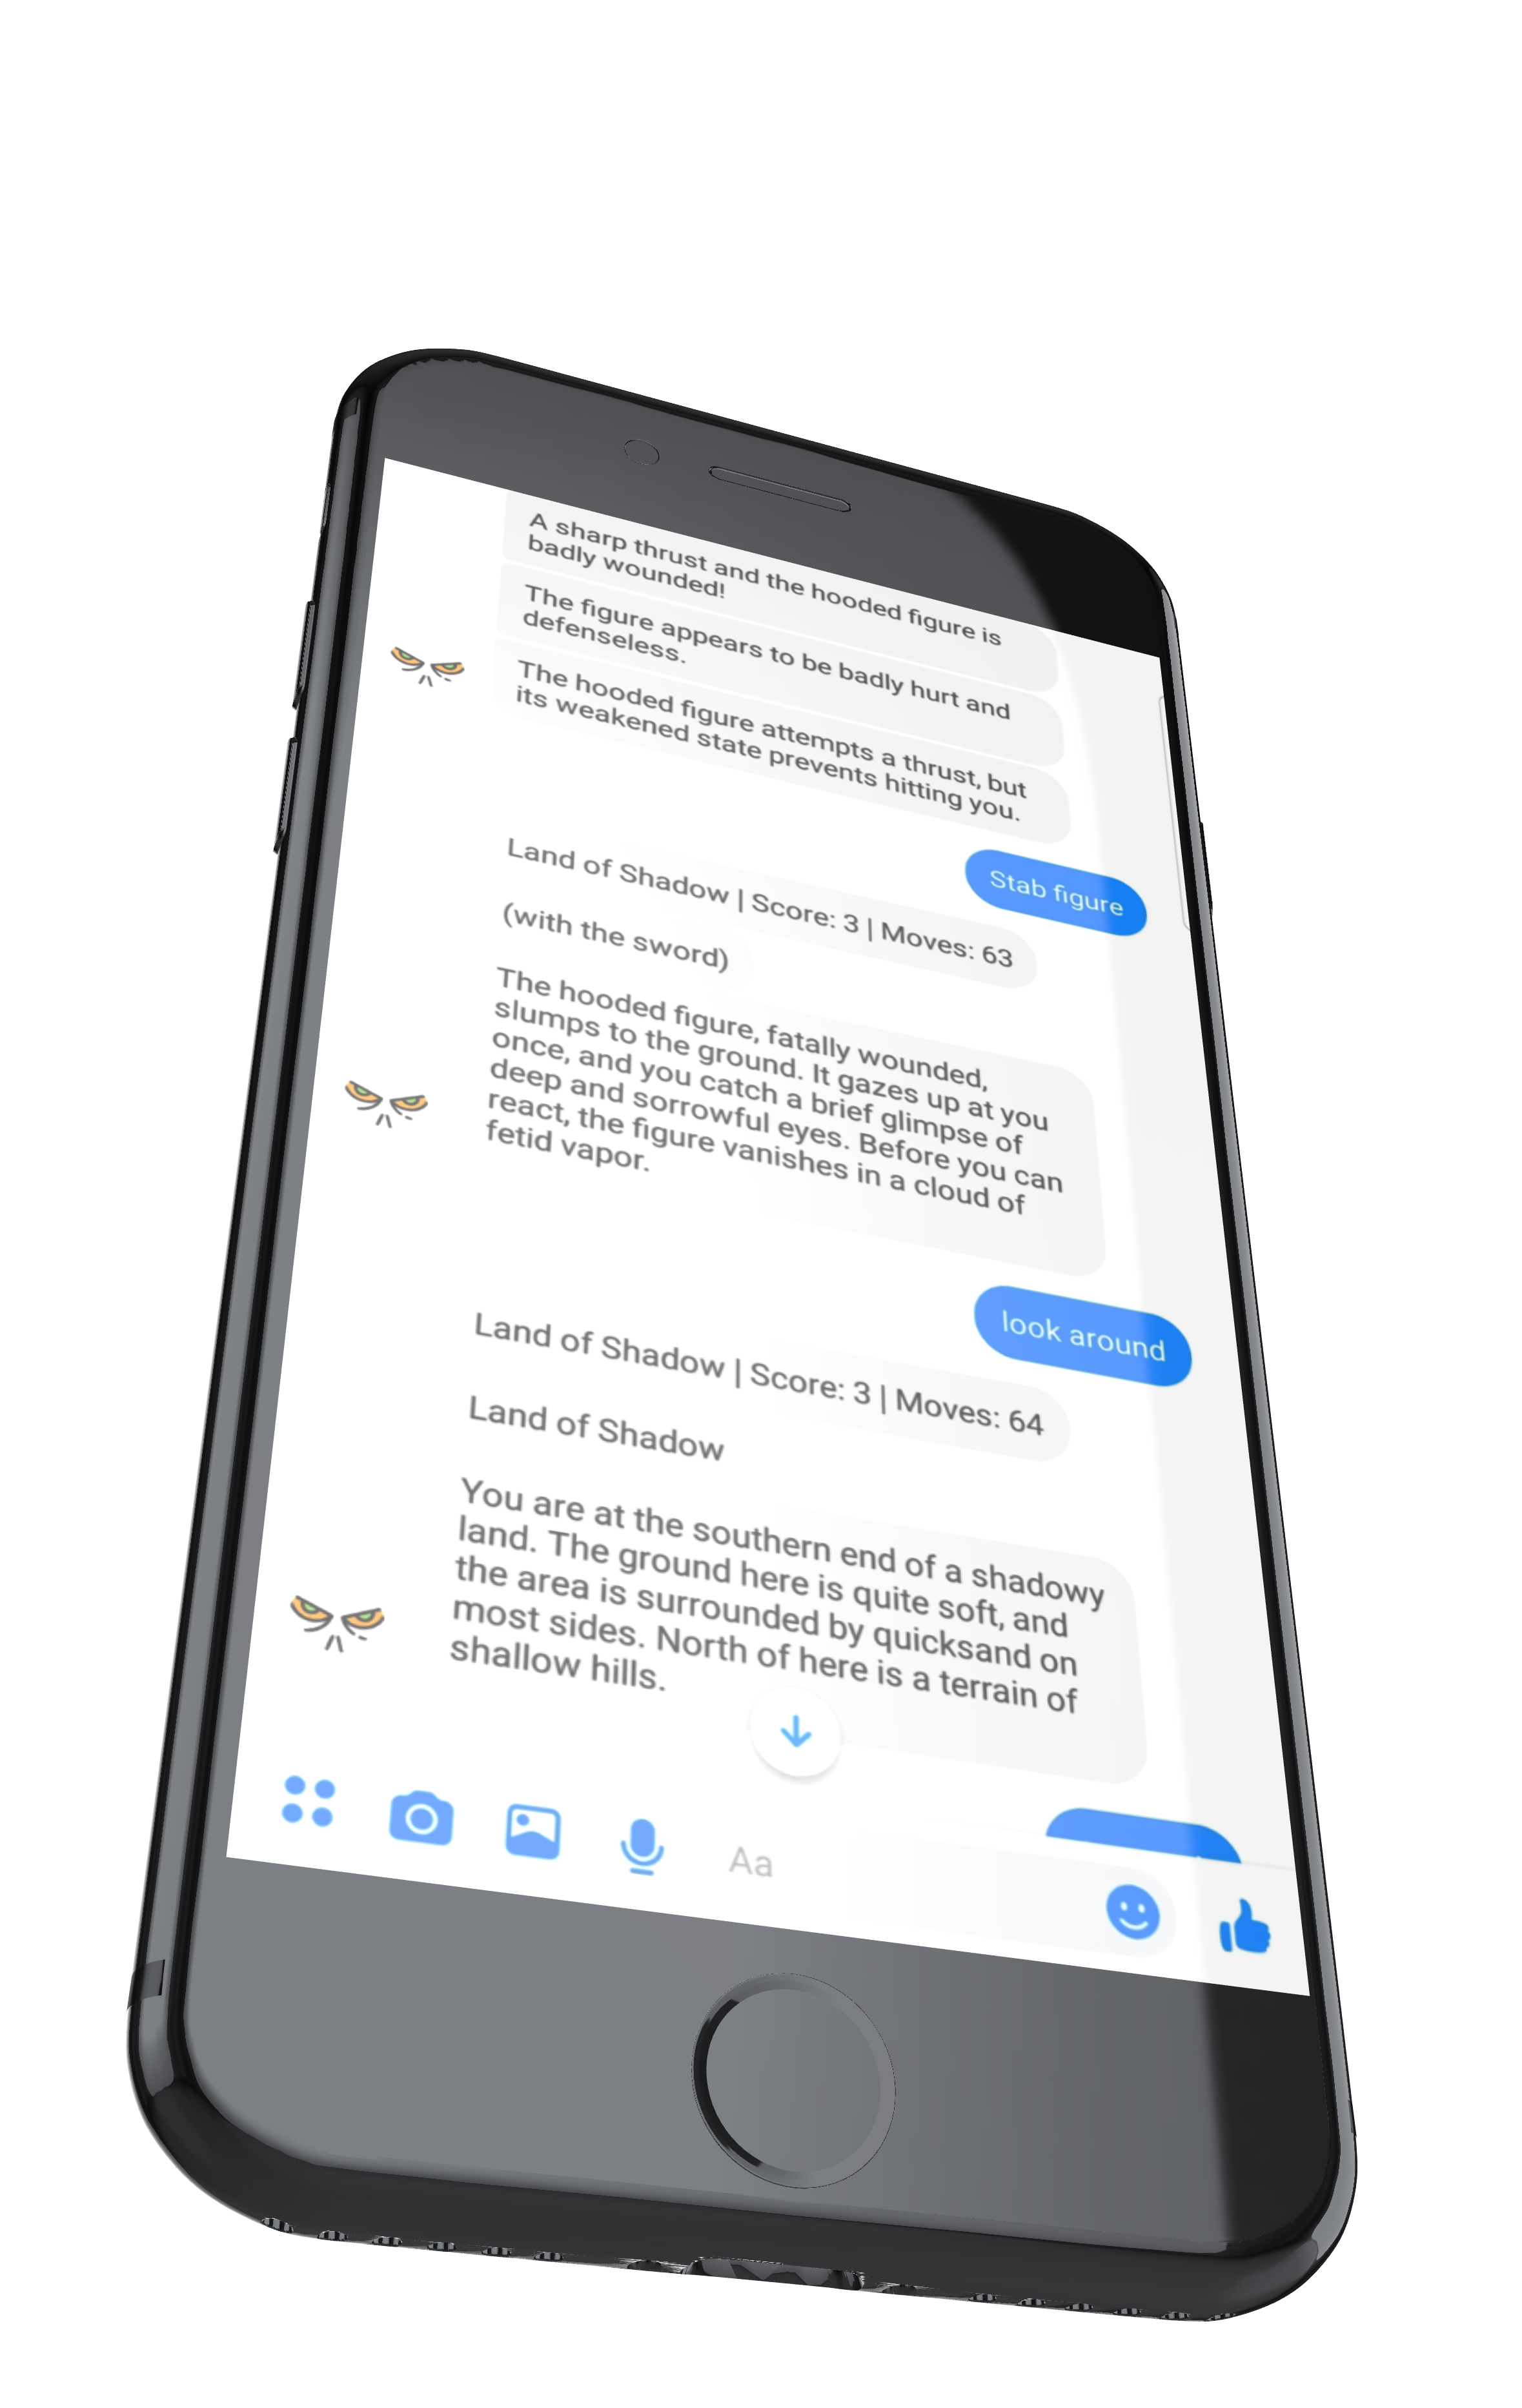 A sharp thrust and the hooded figure is
badly wounded!
The figure appears to be badly hurt and
defenseless.
The hooded figure attempts a thrust, but
its weakened state prevents hitting you.
Stab figure
Land of Shadow | Score: 3 | Moves: 63
(with the sword)
The hooded figure, fatally wounded,
slumps to the ground. It gazes up at you
once, and you catch a brief glimpse of
deep and sorrowful eyes. Before you can
react, the figure vanishes in a cloud of
fetid vapor.
look around
Land of Shadow | Score: 3 | Moves: 64
Land of Shadow
You are at the southern end of a shadowy
land. The ground here is quite soft, and
the area is surrounded by quicksand on
most sides. North of here is a terrain of
shallow hills.
Aa